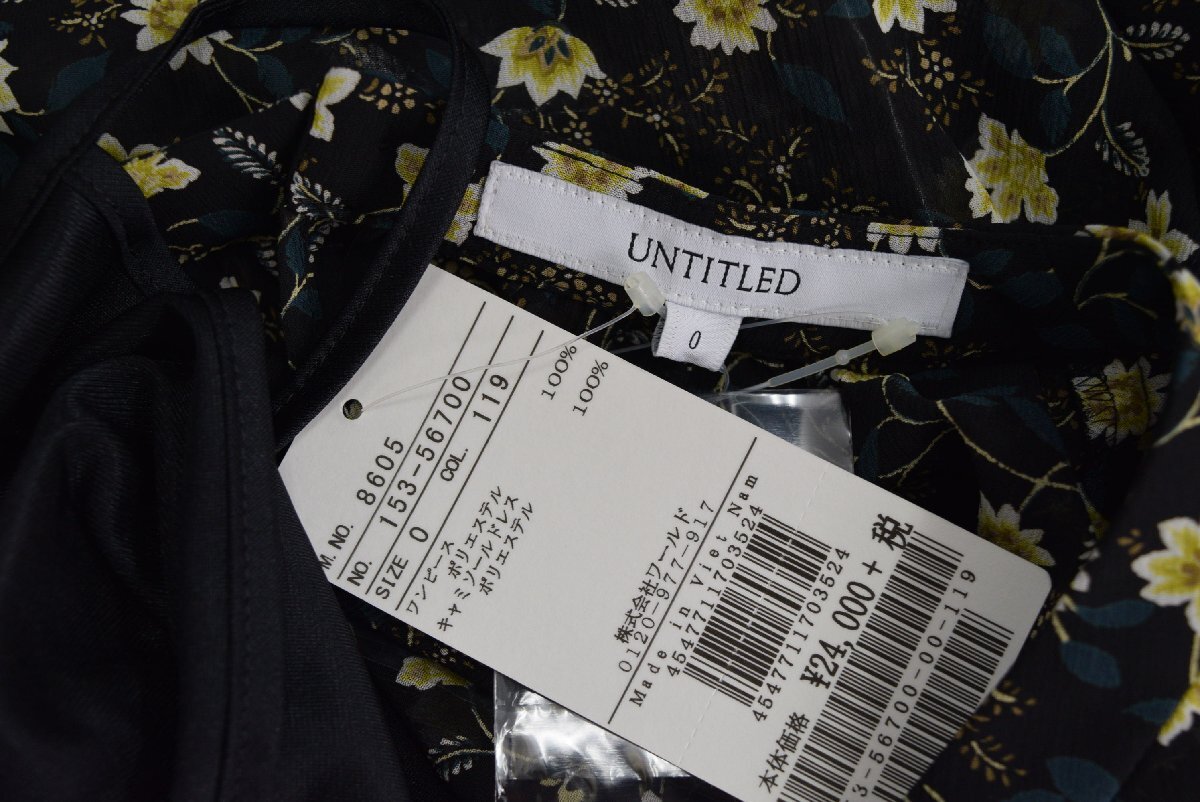 UNTITLED
0
M. NO. 8605
NO. 153-56700
SIZE 0 COL. 119
ワンピース
ポリエステル 100%
キャミソールドレス
ポリエステル 100%
株式会社ワールド
0120-977-917
Made in Viet Nam
4547711703524
4547711703524
本体価格 ¥24,000+税
3-56700-00-119